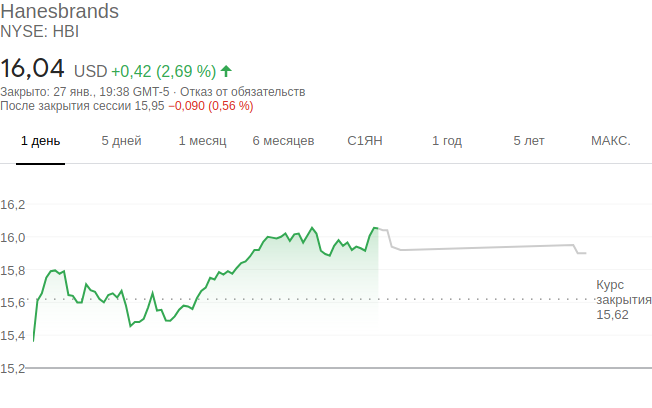 Hanesbrands
NYSE: HBI
16,04 USD +0,42 (2,69 %)
Закрыто: 27 янв., 19:38 GMT-5 · Отказ от обязательств
После закрытия сессии 15,95 −0,090 (0,56 %)
1 день 5 дней 1 месяц 6 месяцев С1ЯН 1 год 5 лет МАКС.
16,2
16,0
15,8
15,6
15,4
15,2
Курс
закрытия
15,62